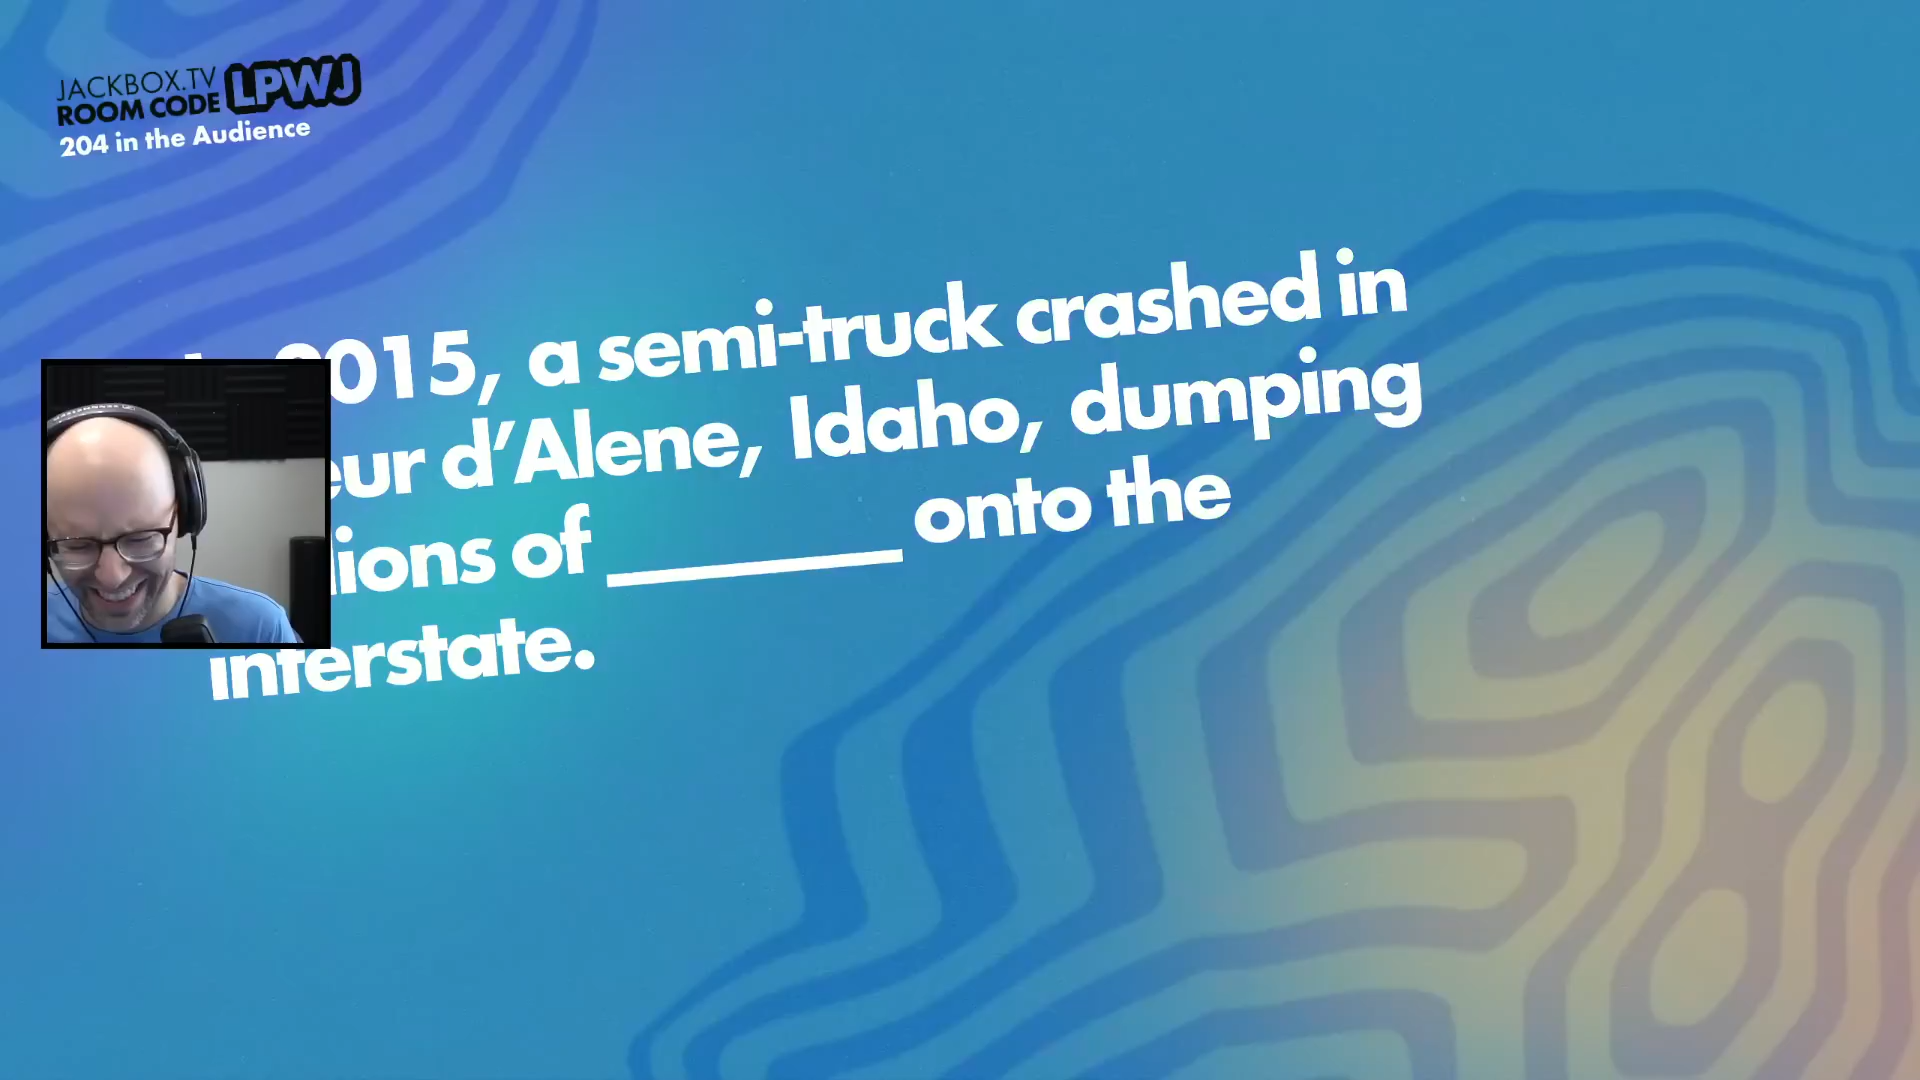 JACKBOX.TV
ROOM CODE LPWJ
204 in the Audience
2015, a semi-truck crashed in
eur d’Alene, Idaho, dumping
lions of ________ onto the
interstate.